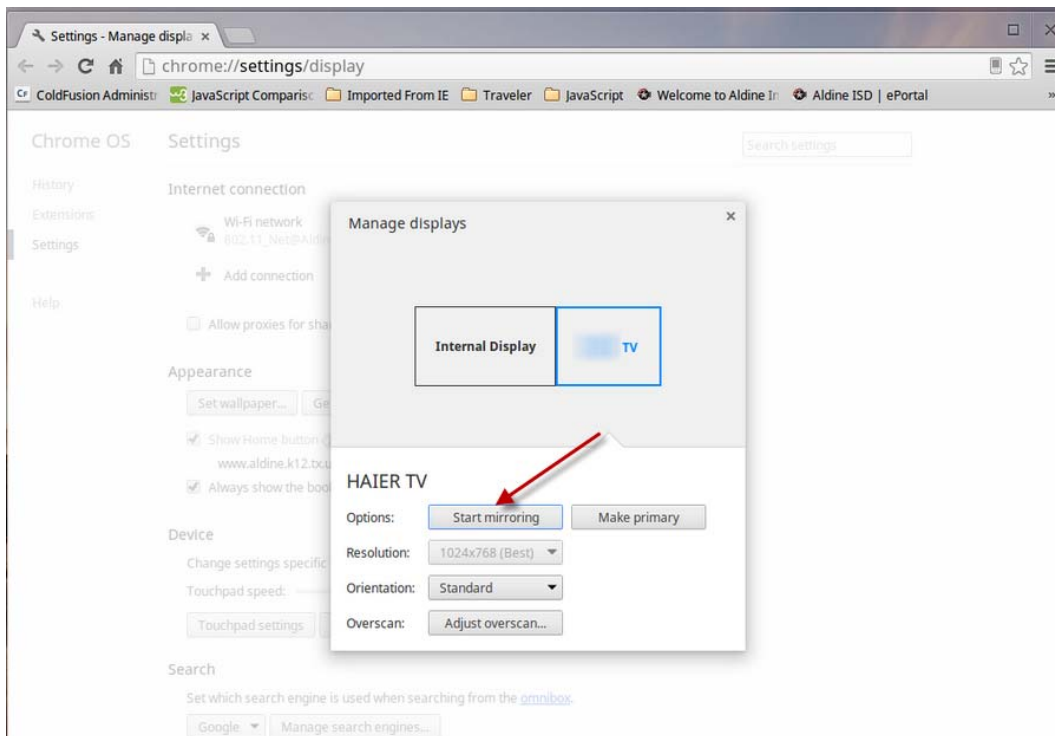 Settings - Manage displa
chrome://settings/display
ColdFusion Administr JavaScript Comparisc Imported From IE Traveler JavaScript Welcome to Aldine In Aldine ISD | ePortal »
Chrome OS
Settings
Search settings
History
Extensions
Settings
Help
Internet connection
Wi-Fi network
802.11_Net@Aldin
Add connection
Allow proxies for sha
Appearance
Set wallpaper... Ge
Show Home button
www.aldine.k12.tx.u
Always show the boo
Device
Change settings specific
Touchpad speed:
Touchpad settings
Search
Set which search engine is used when searching from the omnibox.
Google Manage search engines...
Manage displays
Internal Display
TV
HAIER TV
Options: Start mirroring Make primary
Resolution: 1024x768 (Best)
Orientation: Standard
Overscan: Adjust overscan...